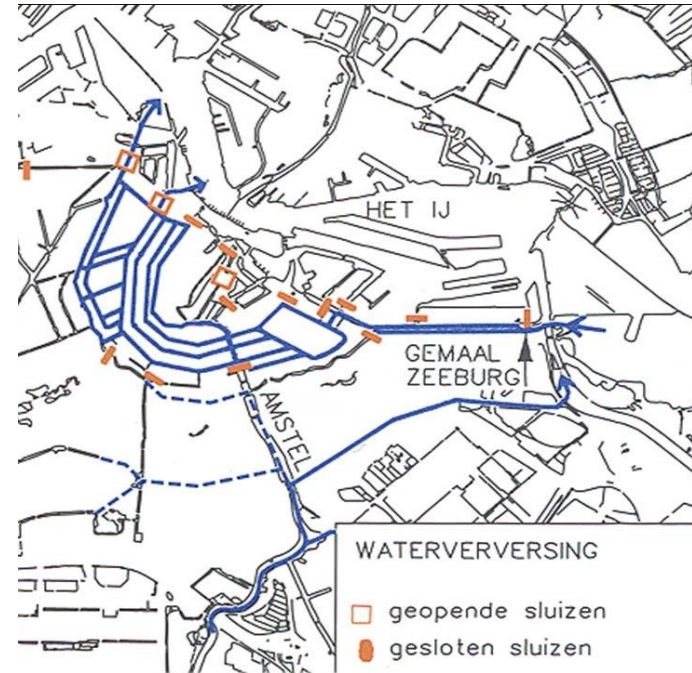 HET IJ
GEMAAL
ZEEBURG
AMSTEL
WATERVERVERSING
geopende sluizen
gesloten sluizen